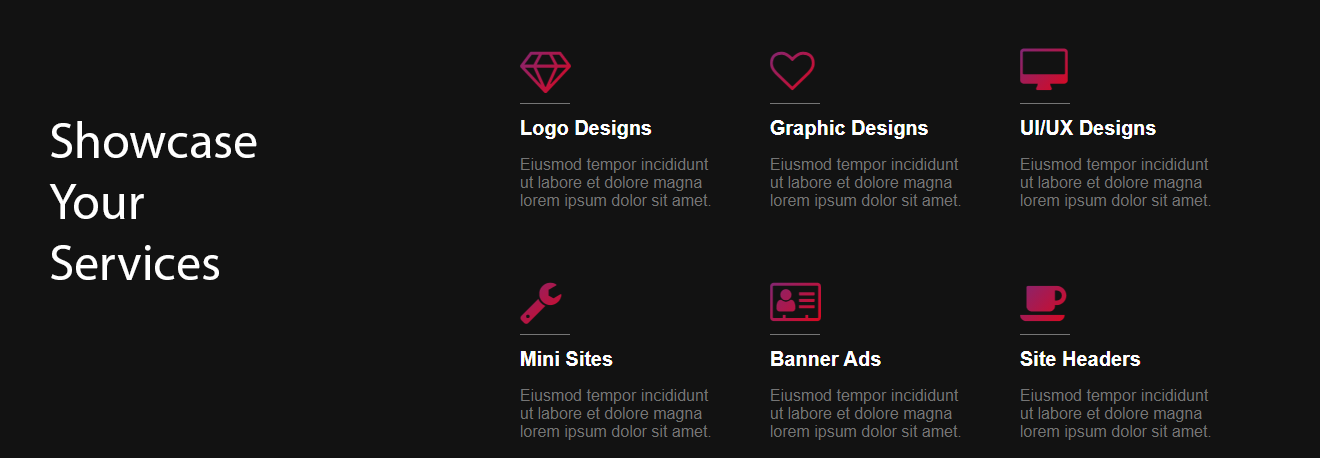 Showcase
Your
Services
Logo Designs
Eiusmod tempor incididunt
ut labore et dolore magna
lorem ipsum dolor sit amet.
Graphic Designs
Eiusmod tempor incididunt
ut labore et dolore magna
lorem ipsum dolor sit amet.
UI/UX Designs
Eiusmod tempor incididunt
ut labore et dolore magna
lorem ipsum dolor sit amet.
Mini Sites
Eiusmod tempor incididunt
ut labore et dolore magna
lorem ipsum dolor sit amet.
Banner Ads
Eiusmod tempor incididunt
ut labore et dolore magna
lorem ipsum dolor sit amet.
Site Headers
Eiusmod tempor incididunt
ut labore et dolore magna
lorem ipsum dolor sit amet.